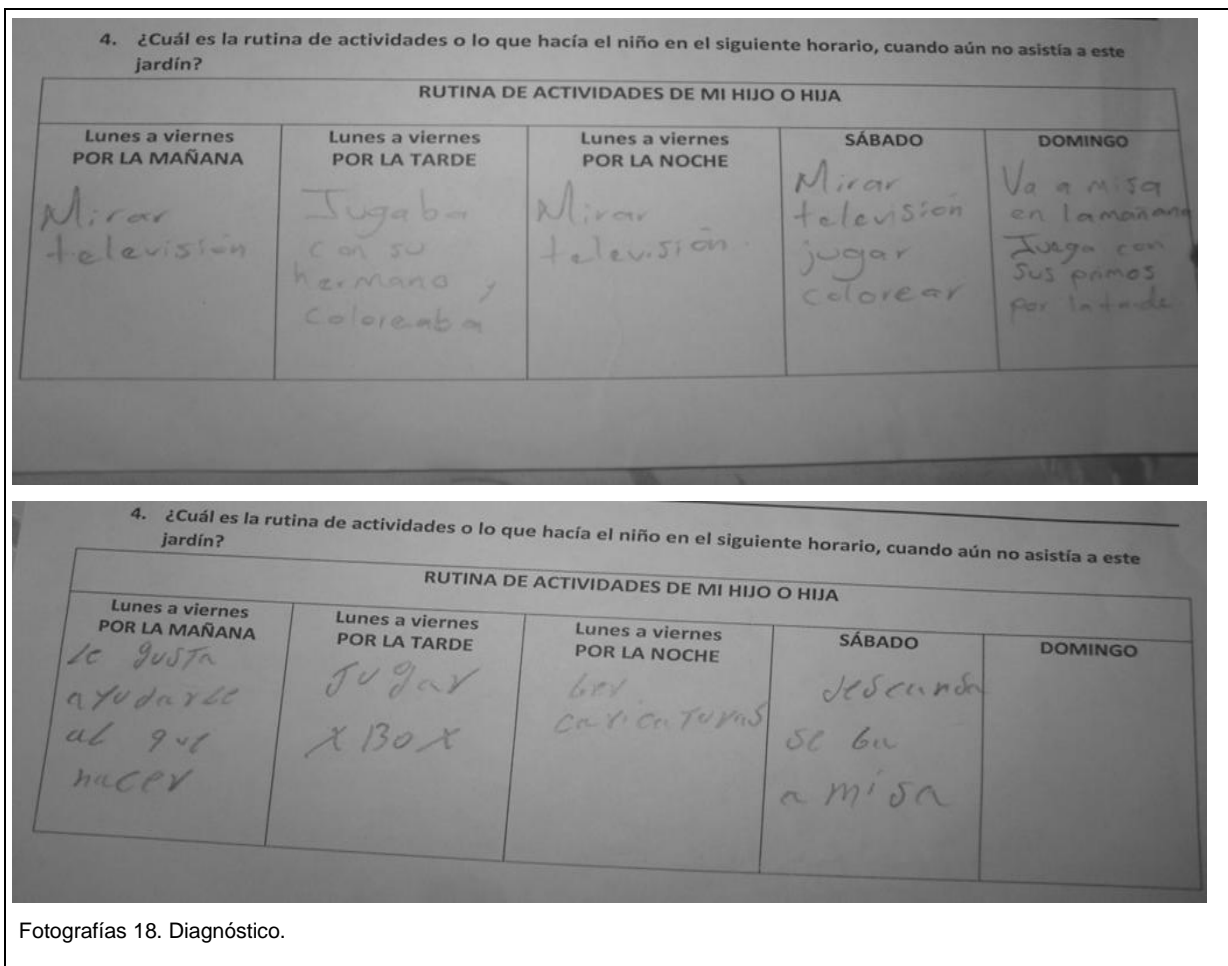 4. ¿Cuál es la rutina de actividades o lo que hacía el niño en el siguiente horario, cuando aún no asistía a este
jardín?
RUTINA DE ACTIVIDADES DE MI HIJO O HIJA
Lunes a viernes
POR LA MAÑANA
Mirar
televisión
Lunes a viernes
POR LA TARDE
Jugaba
con su
hermano y
coloreaba
Lunes a viernes
POR LA NOCHE
Mirar
televisión.
SÁBADO
Mirar
televisión
jugar
colorear
DOMINGO
Va a misa
en la mañana
Juega con
sus primos
por la tarde
4. ¿Cuál es la rutina de actividades o lo que hacía el niño en el siguiente horario, cuando aún no asistía a este
jardín?
RUTINA DE ACTIVIDADES DE MI HIJO O HIJA
Lunes a viernes
POR LA MAÑANA
le gusta
ayudarle
al que
hacer
Lunes a viernes
POR LA TARDE
Jugar
XBOX
Lunes a viernes
POR LA NOCHE
ber
caricaturas
SÁBADO
descansa
se ba
a misa
DOMINGO
Fotografías 18. Diagnóstico.